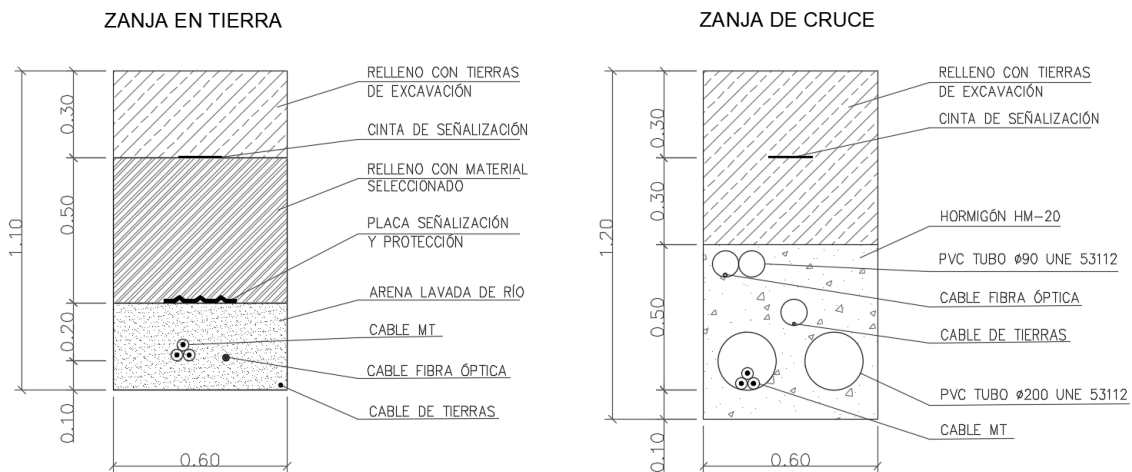 ZANJA EN TIERRA
RELLENO CON TIERRAS
DE EXCAVACIÓN
CINTA DE SEÑALIZACIÓN
RELLENO CON MATERIAL
SELECCIONADO
PLACA SEÑALIZACIÓN
Y PROTECCIÓN
ARENA LAVADA DE RÍO
CABLE MT
CABLE FIBRA ÓPTICA
CABLE DE TIERRAS
1.10
0.30
0.50
0.20
0.10
0.60
ZANJA DE CRUCE
RELLENO CON TIERRAS
DE EXCAVACIÓN
CINTA DE SEÑALIZACIÓN
HORMIGÓN HM-20
PVC TUBO ø90 UNE 53112
CABLE FIBRA ÓPTICA
CABLE DE TIERRAS
PVC TUBO ø200 UNE 53112
CABLE MT
1.20
0.30
0.30
0.50
0.10
0.60